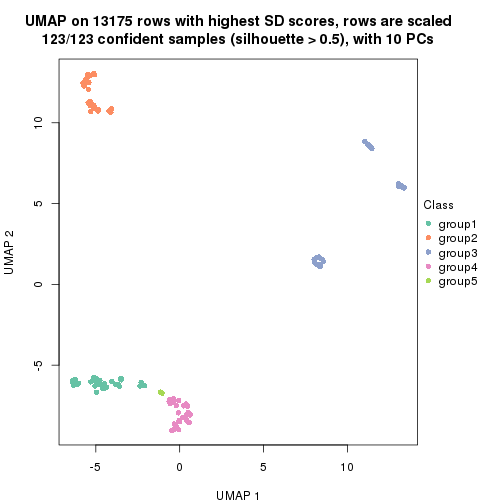 UMAP on 13175 rows with highest SD scores, rows are scaled
123/123 confident samples (silhouette > 0.5), with 10 PCs
10
5
0
-5
UMAP 2
-5
0
5
10
UMAP 1
Class
group1
group2
group3
group4
group5